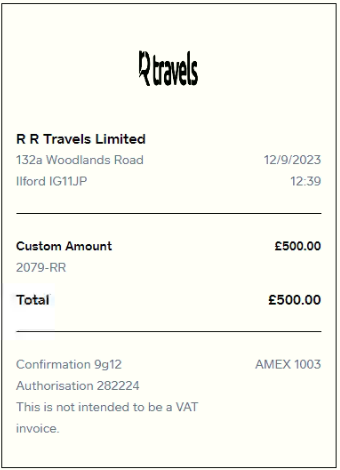 R travels
R R Travels Limited
132a Woodlands Road 12/9/2023
Ilford IG11JP 12:39
Custom Amount £500.00
2079-RR
Total £500.00
Confirmation 9g12 AMEX 1003
Authorisation 282224
This is not intended to be a VAT
invoice.